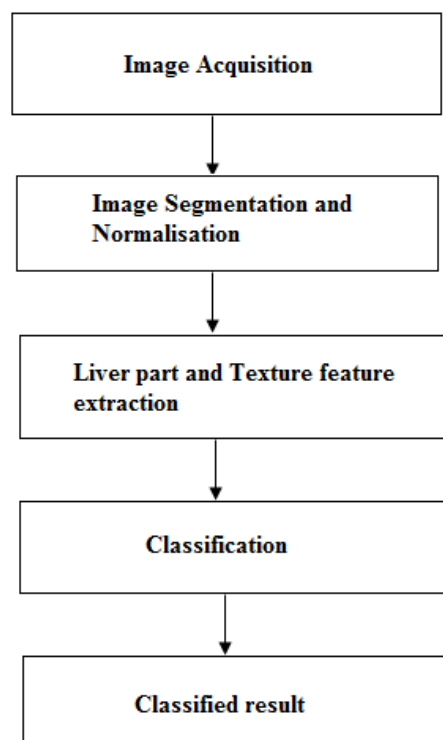 Image Acquisition
Image Segmentation and
Normalisation
Liver part and Texture feature
extraction
Classification
Classified result